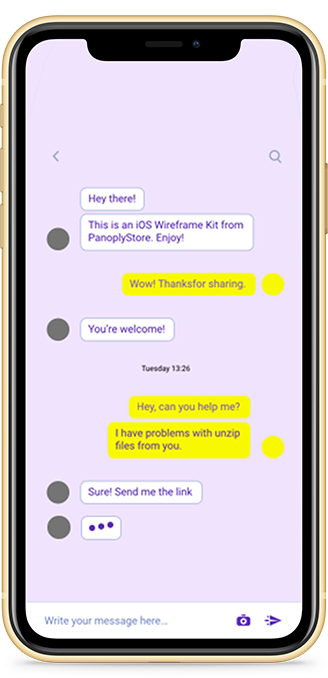 Hey there!
This is an iOS Wireframe Kit from
PanoplyStore. Enjoy!
Wow! Thanksfor sharing.
You're welcome!
Tuesday 13:26
Hey, can you help me?
I have problems with unzip
files from you.
Sure! Send me the link
Write your message here...